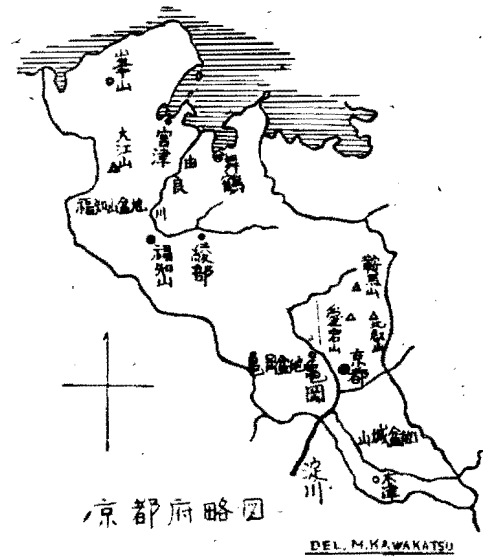 峯山
宮津
大江山
舞鶴
由良川
福知山盆地
福知山
綾部
鞍馬山
愛宕山
比叡山
京都
亀岡盆地
亀岡
山城盆地
淀川
木津
京都府略図
DEL. M.KAWAKATSU